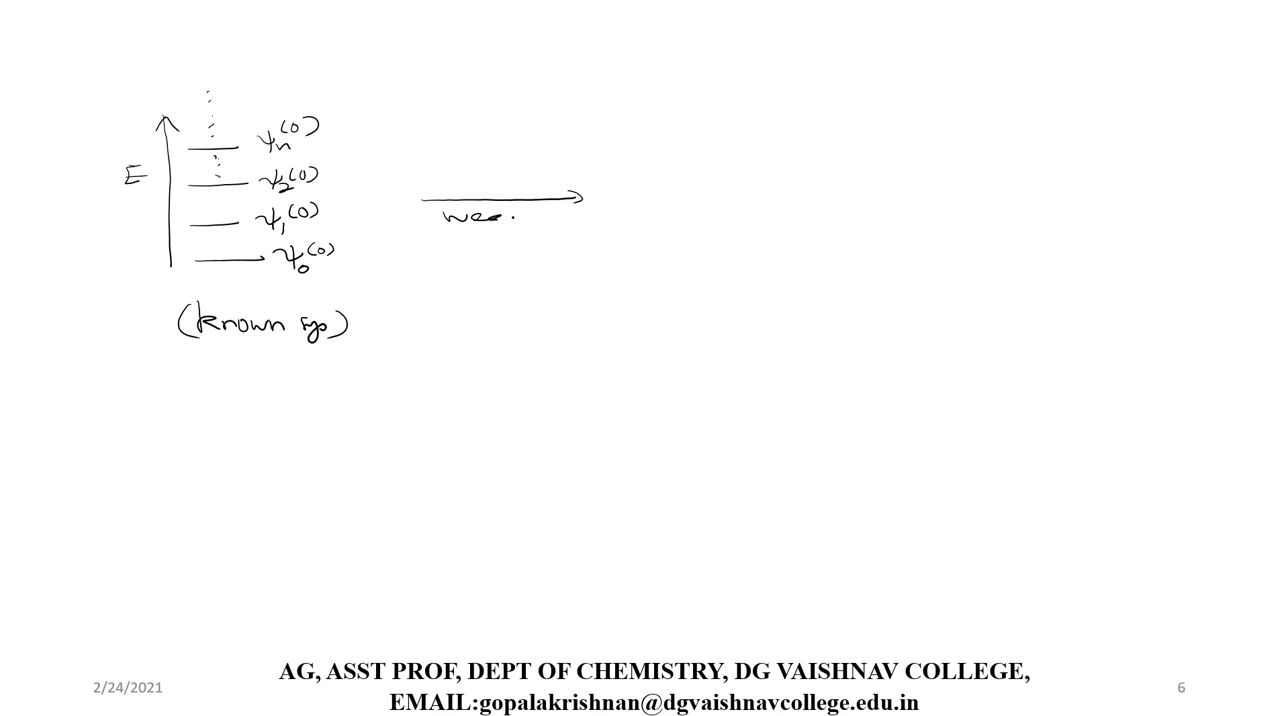 ψn(0)
E
ψ2(0)
ψ1(0)
ψ0(0)
(known sys)
AG, ASST PROF, DEPT OF CHEMISTRY, DG VAISHNAV COLLEGE,
2/24/2021
EMAIL:gopalakrishnan@dgvaishnavcollege.edu.in
6